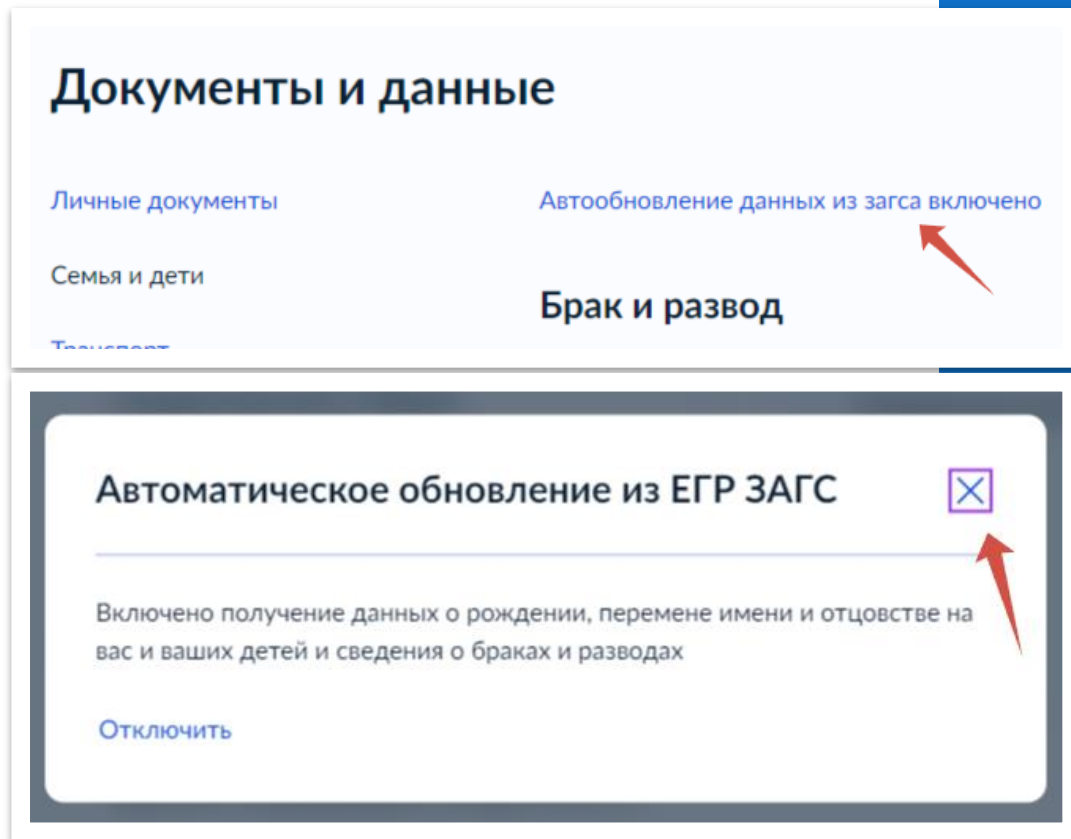 Документы и данные
Личные документы
Автообновление данных из загса включено
Семья и дети
Брак и развод
Транспорт
Автоматическое обновление из ЕГР ЗАГС
Включено получение данных о рождении, перемене имени и отцовстве на
вас и ваших детей и сведения о браках и разводах
Отключить